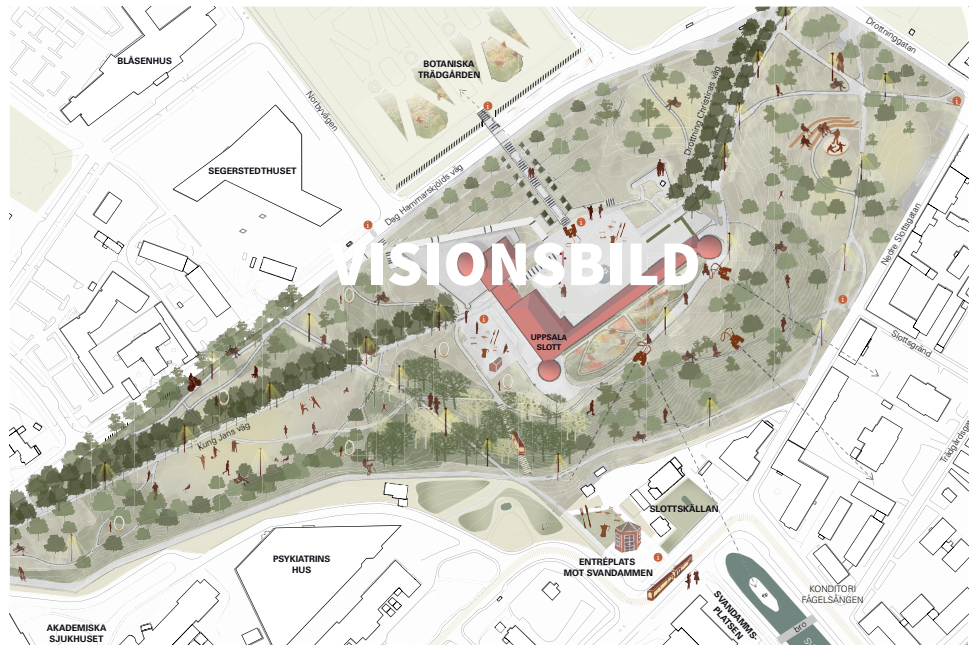 Drottninggatan
BLÅSENHUS
BOTANISKA
TRÄDGÅRDEN
Norbyvägen
Drottning Christinas väg
SEGERSTEDTHUSET
Dag Hammarskjölds väg
Nedre Slottsgatan
VISIONSBILD
UPPSALA
SLOTT
Slottsgränd
Kung Jans väg
SLOTTSKÄLLAN
PSYKIATRINS
HUS
ENTRÉPLATS
MOT SVANDAMMEN
KONDITORI
FÅGELSÅNGEN
SVANDAMMS-
PLATSEN
bro
AKADEMISKA
SJUKHUSET